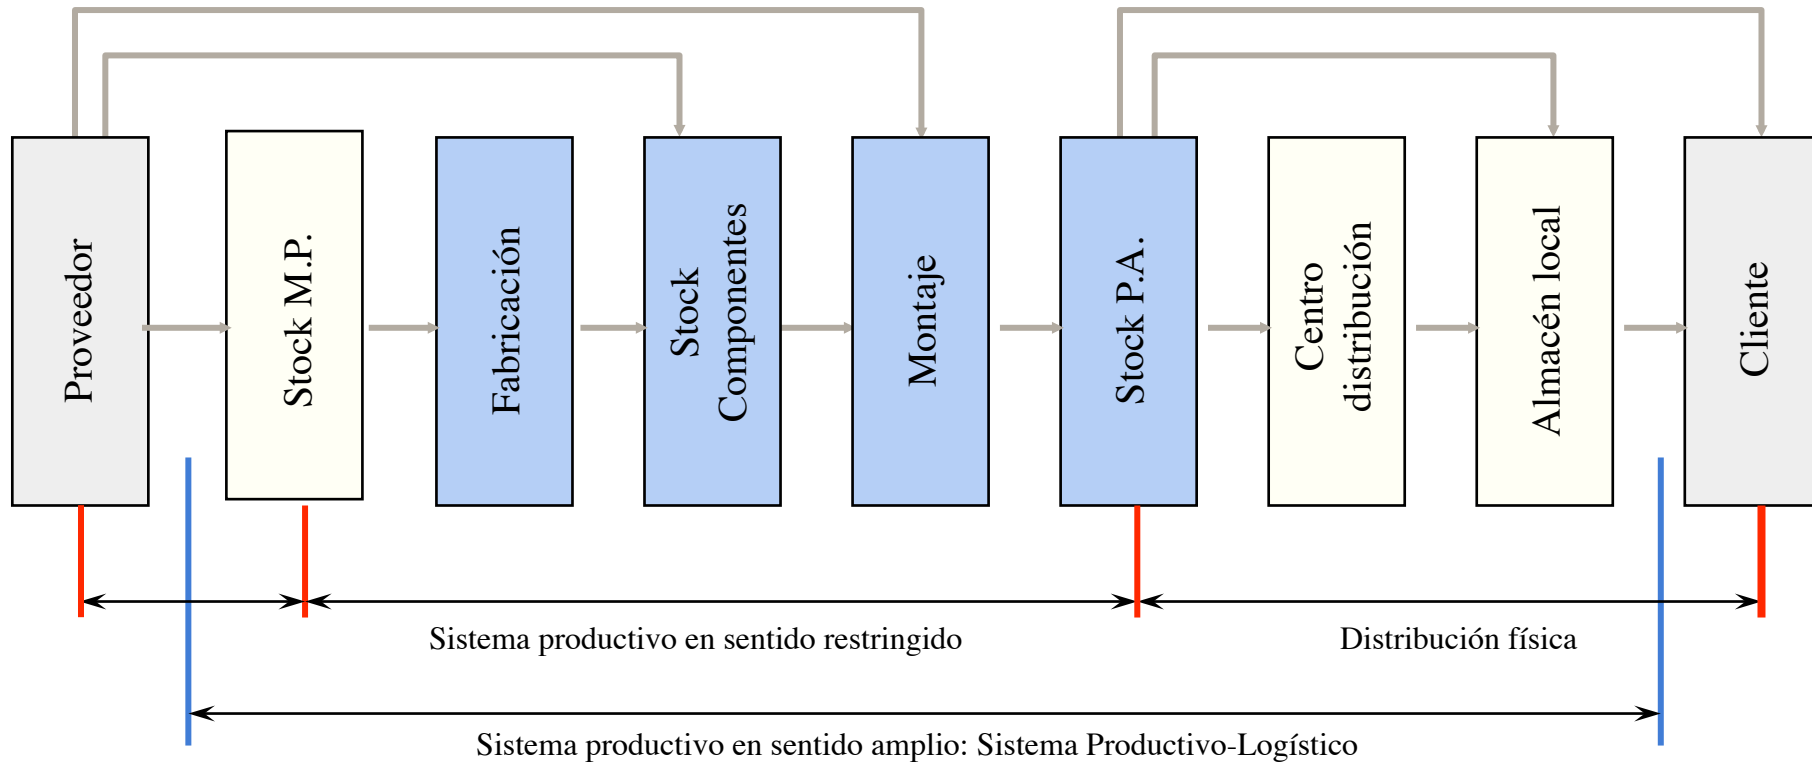 Proveedor
Stock M.P.
Fabricación
Stock
Componentes
Montaje
Stock P.A.
Centro
distribución
Almacén local
Cliente
Sistema productivo en sentido restringido
Distribución física
Sistema productivo en sentido amplio: Sistema Productivo-Logístico